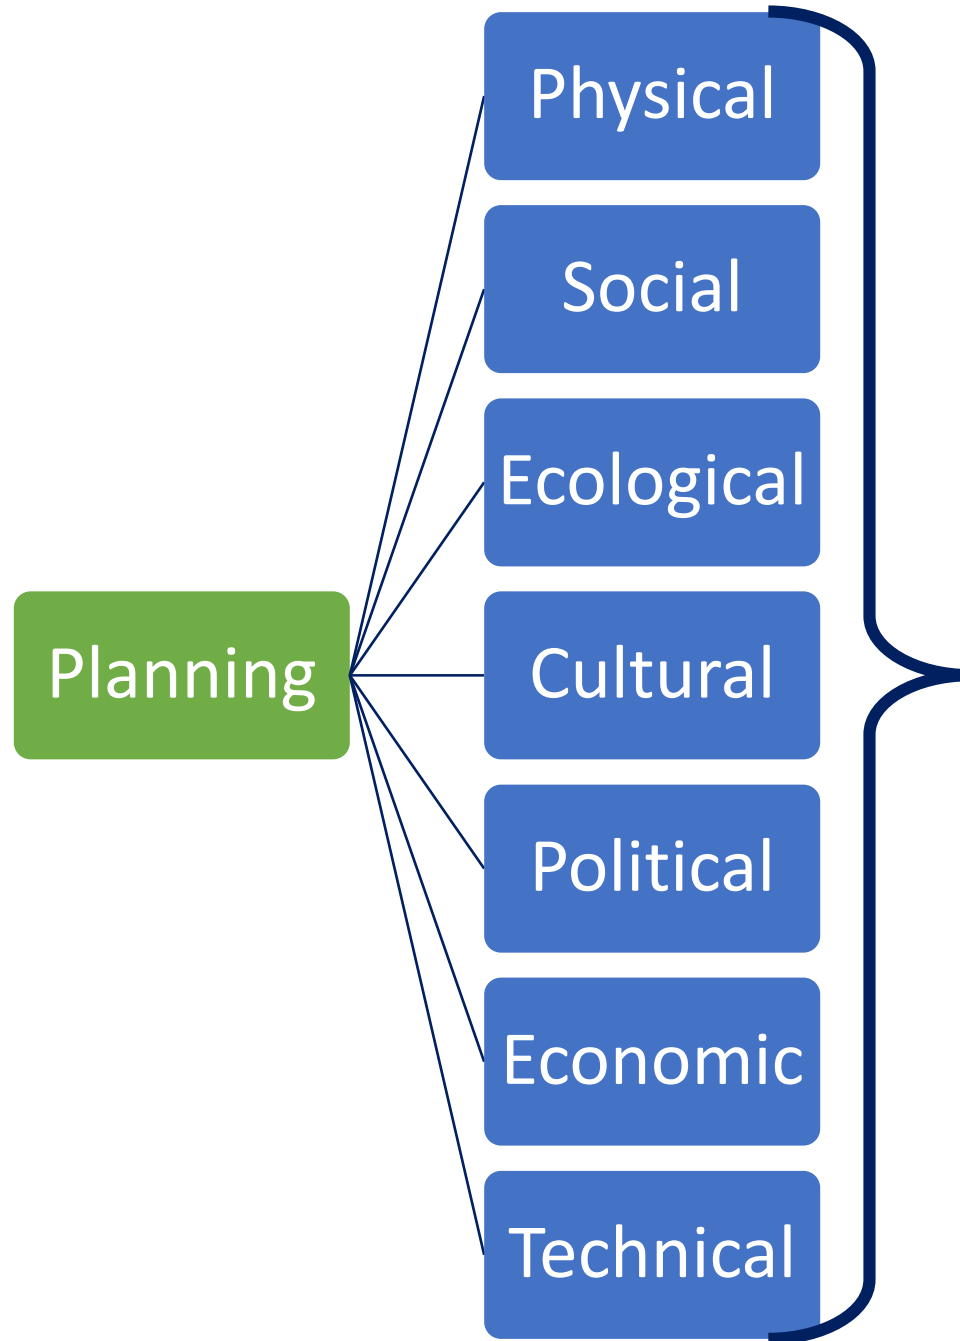 Physical
Social
Ecological
Planning
Cultural
Political
Economic
Technical